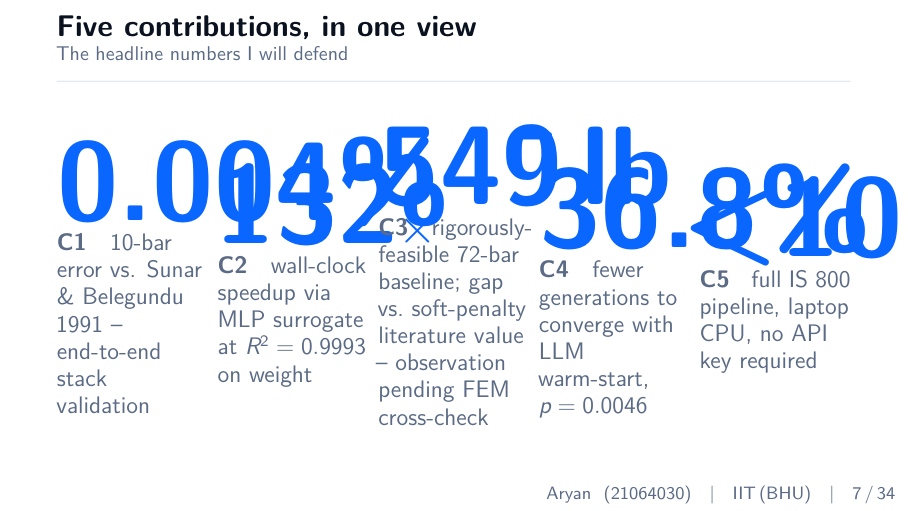 Five contributions, in one view
The headline numbers I will defend
0.004%
C1 10-bar
error vs. Sunar
& Belegundu
1991 –
end-to-end
stack
validation
132×
C2 wall-clock
speedup via
MLP surrogate
at R² = 0.9993
on weight
549 lb
C3 rigorously-
feasible 72-bar
baseline; gap
vs. soft-penalty
literature value
– observation
pending FEM
cross-check
36.8%
C4 fewer
generations to
converge with
LLM
warm-start,
p = 0.0046
< 10
C5 full IS 800
pipeline, laptop
CPU, no API
key required
Aryan (21064030) | IIT (BHU) | 7 / 34